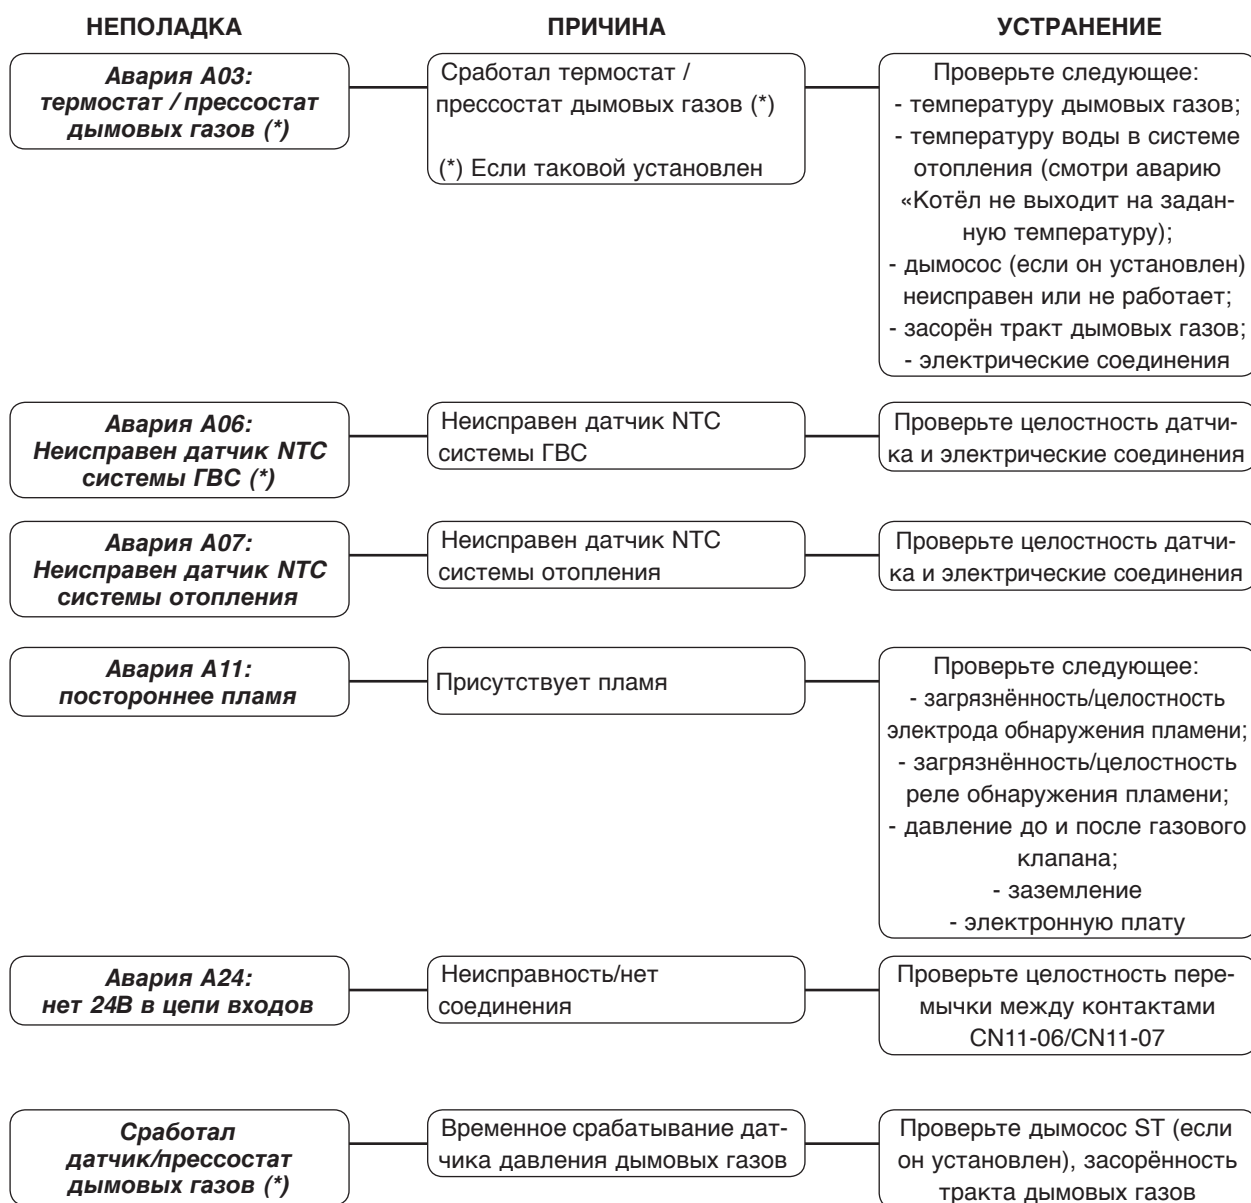 НЕПОЛАДКА
ПРИЧИНА
УСТРАНЕНИЕ
Авария А03:
термостат / прессостат
дымовых газов (*)
Сработал термостат /
прессостат дымовых газов (*)
(*) Если таковой установлен
Проверьте следующее:
- температуру дымовых газов;
- температуру воды в системе
отопления (смотри аварию
«Котёл не выходит на задан-
ную температуру);
- дымосос (если он установлен)
неисправен или не работает;
- засорён тракт дымовых газов;
- электрические соединения
Авария А06:
Неисправен датчик NTC
системы ГВС (*)
Неисправен датчик NTC
системы ГВС
Проверьте целостность датчи-
ка и электрические соединения
Авария А07:
Неисправен датчик NTC
системы отопления
Неисправен датчик NTC
системы отопления
Проверьте целостность датчи-
ка и электрические соединения
Авария А11:
постороннее пламя
Присутствует пламя
Проверьте следующее:
- загрязнённость/целостность
электрода обнаружения пламени;
- загрязнённость/целостность
реле обнаружения пламени;
- давление до и после газового
клапана;
- заземление
- электронную плату
Авария А24:
нет 24В в цепи входов
Неисправность/нет
соединения
Проверьте целостность пере-
мычки между контактами
CN11-06/CN11-07
Сработал
датчик/прессостат
дымовых газов (*)
Временное срабатывание дат-
чика давления дымовых газов
Проверьте дымосос ST (если
он установлен), засорённость
тракта дымовых газов